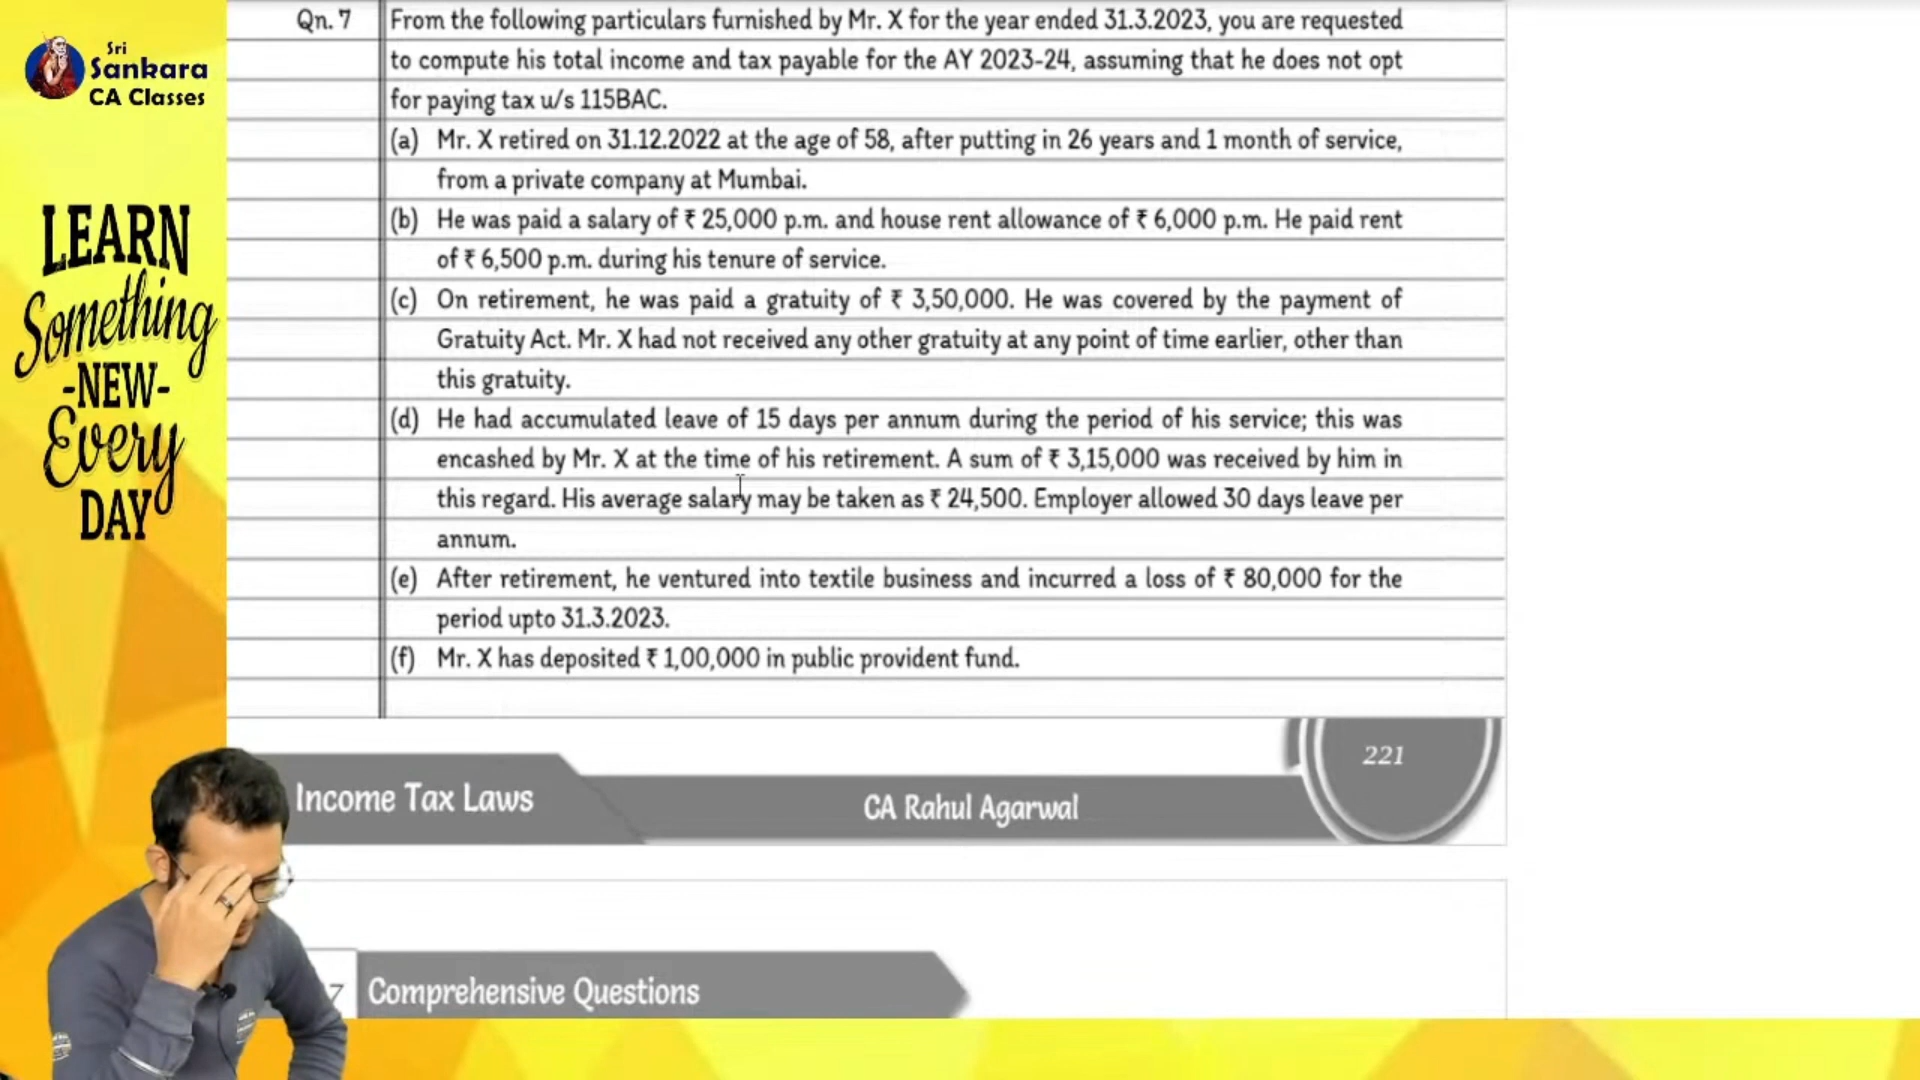 Sri
Sankara
CA Classes
LEARN
Something
-NEW-
Every
DAY
Qn. 7
From the following particulars furnished by Mr. X for the year ended 31.3.2023, you are requested
to compute his total income and tax payable for the AY 2023-24, assuming that he does not opt
for paying tax u/s 115BAC.
(a) Mr. X retired on 31.12.2022 at the age of 58, after putting in 26 years and 1 month of service,
from a private company at Mumbai.
(b) He was paid a salary of ₹ 25,000 p.m. and house rent allowance of ₹ 6,000 p.m. He paid rent
of ₹ 6,500 p.m. during his tenure of service.
(c) On retirement, he was paid a gratuity of ₹ 3,50,000. He was covered by the payment of
Gratuity Act. Mr. X had not received any other gratuity at any point of time earlier, other than
this gratuity.
(d) He had accumulated leave of 15 days per annum during the period of his service; this was
encashed by Mr. X at the time of his retirement. A sum of ₹ 3,15,000 was received by him in
this regard. His average salary may be taken as ₹ 24,500. Employer allowed 30 days leave per
annum.
(e) After retirement, he ventured into textile business and incurred a loss of ₹ 80,000 for the
period upto 31.3.2023.
(f) Mr. X has deposited ₹ 1,00,000 in public provident fund.
221
Income Tax Laws
CA Rahul Agarwal
7 Comprehensive Questions